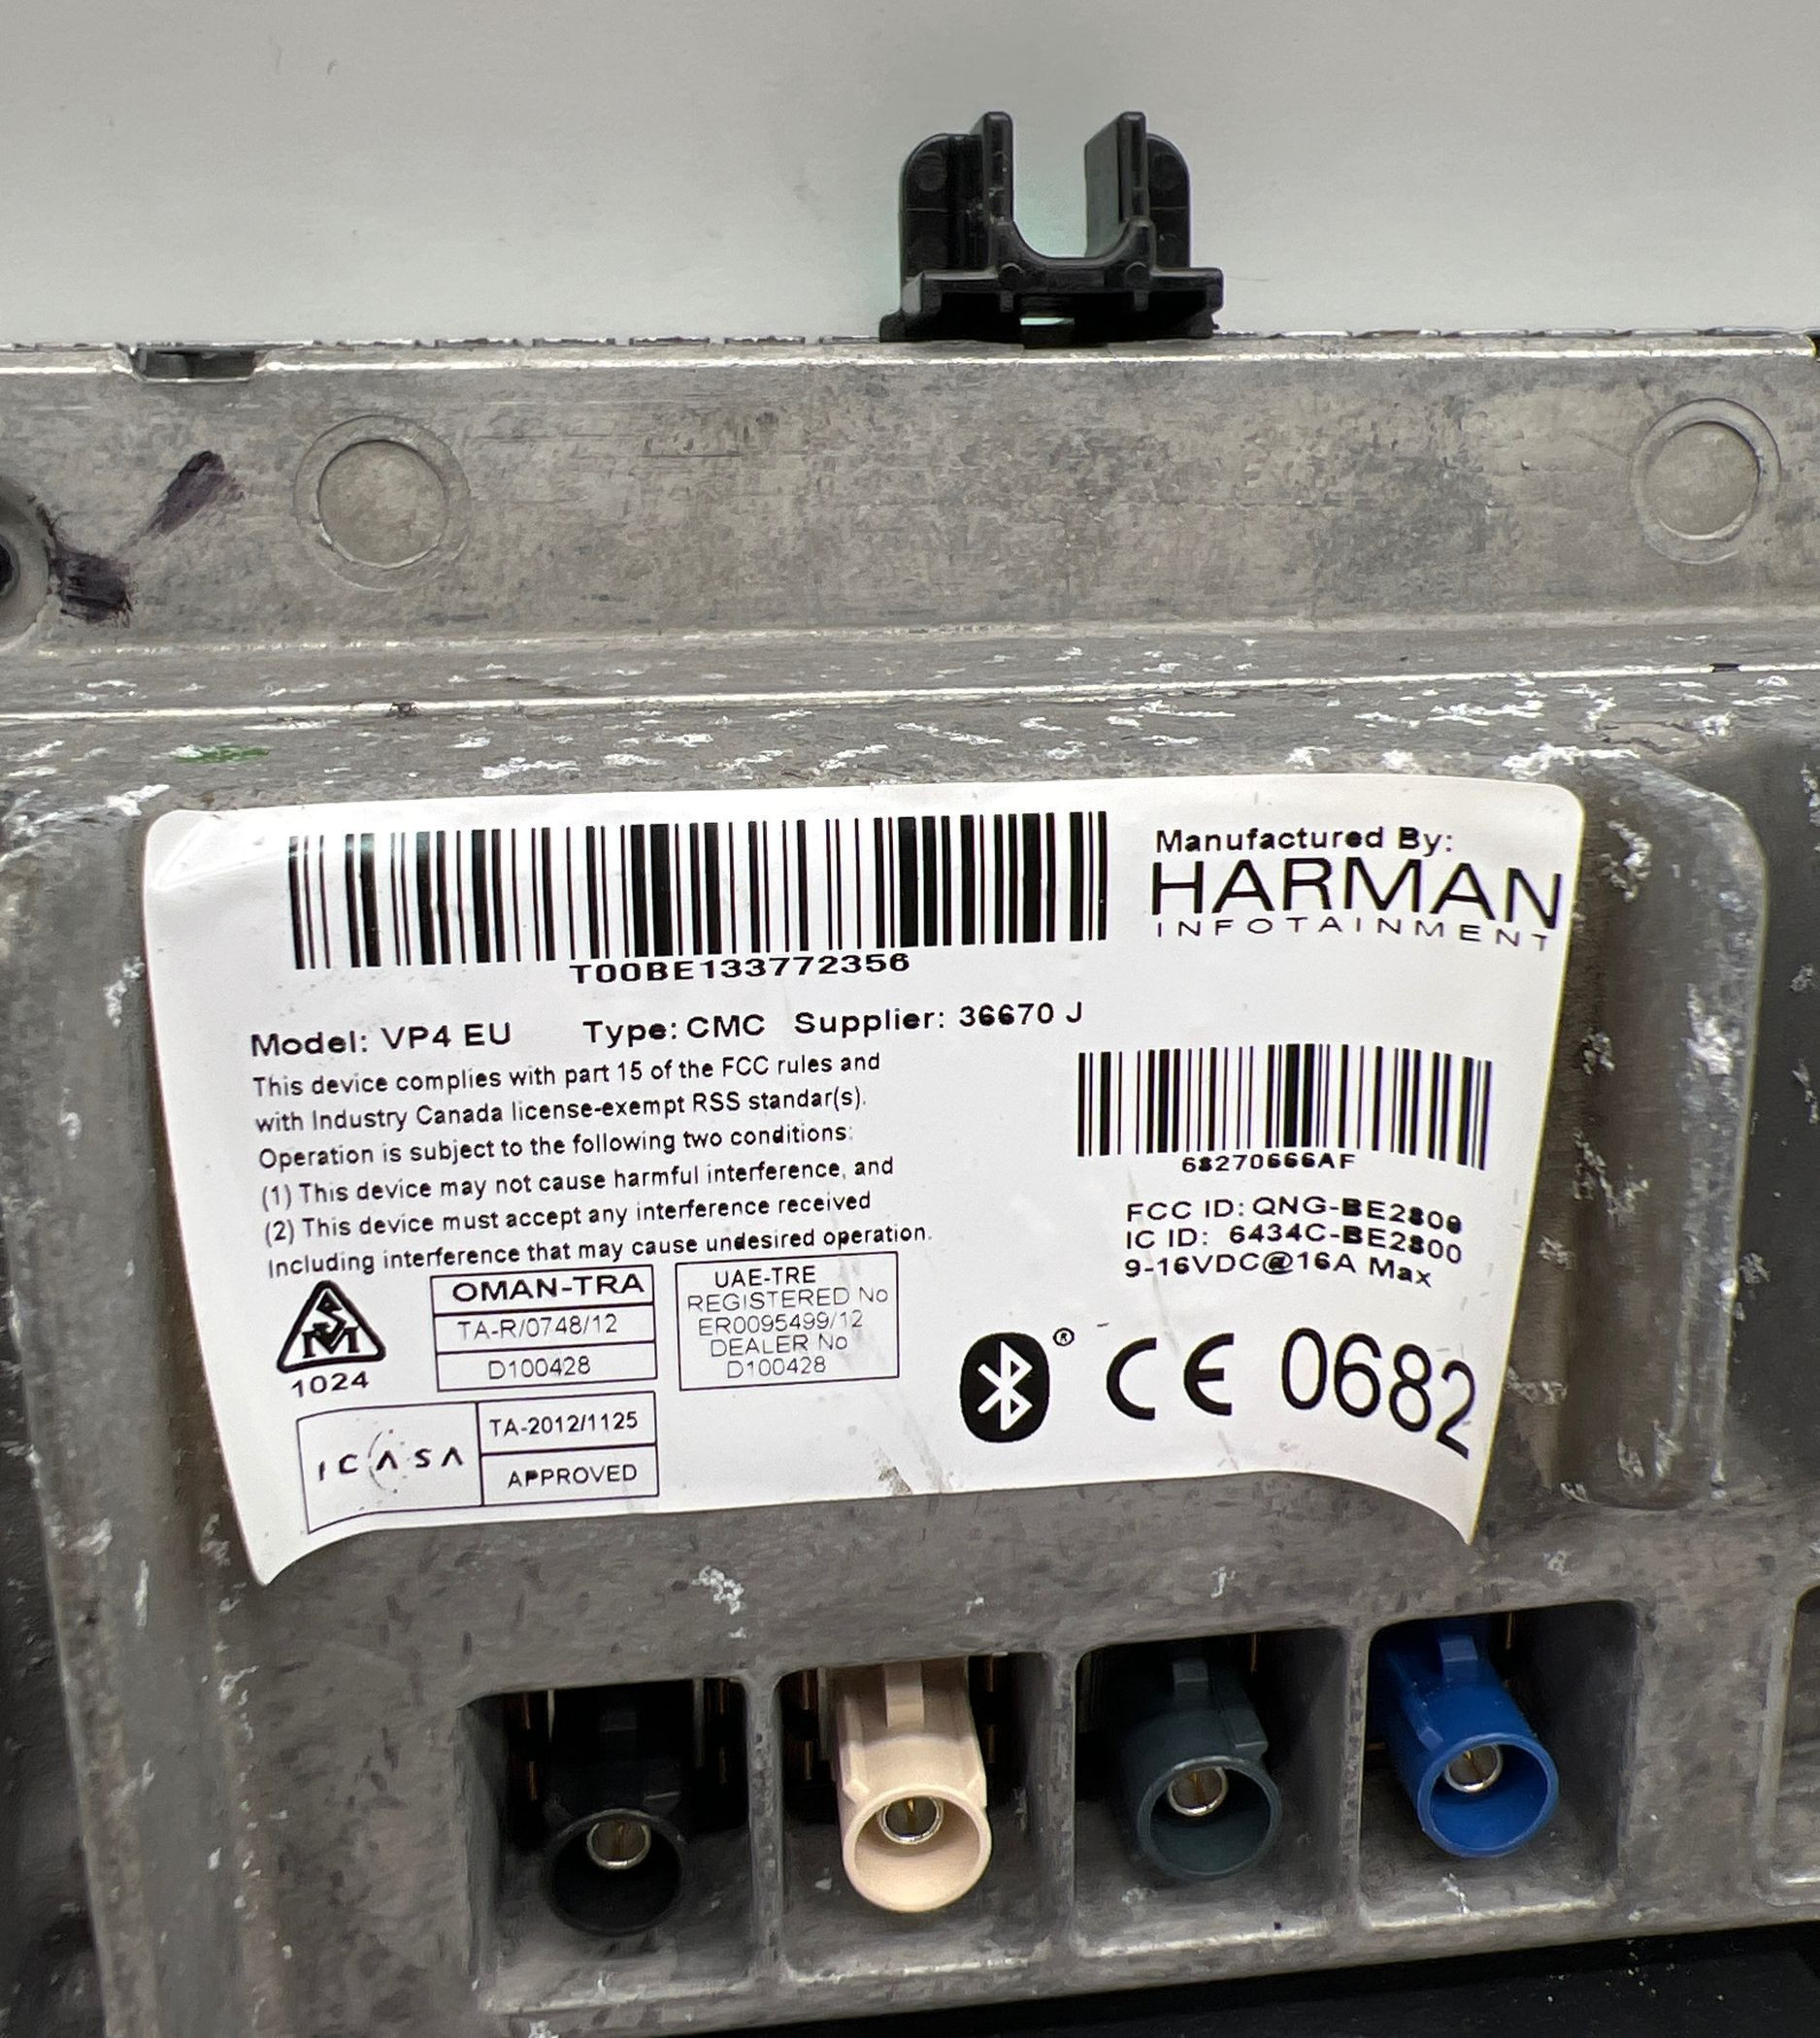 Manufactured By:
HARMAN
INFOTAINMENT
T00BE133772356
Model: VP4 EU Type: CMC Supplier: 36670 J
This device complies with part 15 of the FCC rules and
with Industry Canada license-exempt RSS standar(s).
Operation is subject to the following two conditions:
(1) This device may not cause harmful interference, and
(2) This device must accept any interference received
Including interference that may cause undesired operation.
68270666AF
FCC ID: QNG-BE2800
IC ID: 6434C-BE2800
9-16VDC@16A Max
SM
1024
OMAN-TRA
TA-R/0748/12
D100428
UAE-TRE
REGISTERED No
ER0095499/12
DEALER No
D100428
® CE 0682
ICASA
TA-2012/1125
APPROVED